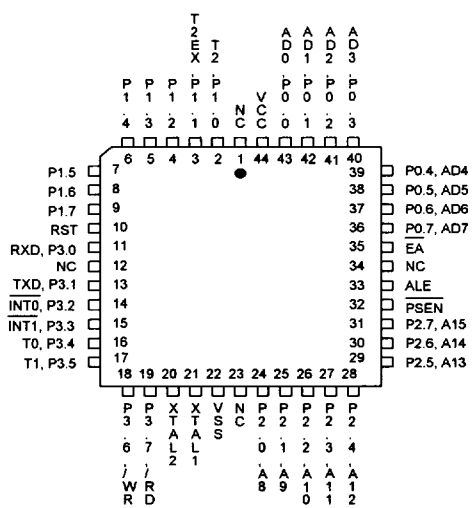 T2EX, P1.1
T2, P1.0
AD0, P0.0
AD1, P0.1
AD2, P0.2
AD3, P0.3
P1.4
P1.3
P1.2
NC
VCC
6 5 4 3 2 1 44 43 42 41 40
P1.5 7 39 P0.4, AD4
P1.6 8 38 P0.5, AD5
P1.7 9 37 P0.6, AD6
RST 10 36 P0.7, AD7
RXD, P3.0 11 35 EA
NC 12 34 NC
TXD, P3.1 13 33 ALE
INT0, P3.2 14 32 PSEN
INT1, P3.3 15 31 P2.7, A15
T0, P3.4 16 30 P2.6, A14
T1, P3.5 17 29 P2.5, A13
18 19 20 21 22 23 24 25 26 27 28
P3.6,/WR
P3.7,/RD
XTAL2
XTAL1
VSS
NC
P2.0,A8
P2.1,A9
P2.2,A10
P2.3,A11
P2.4,A12